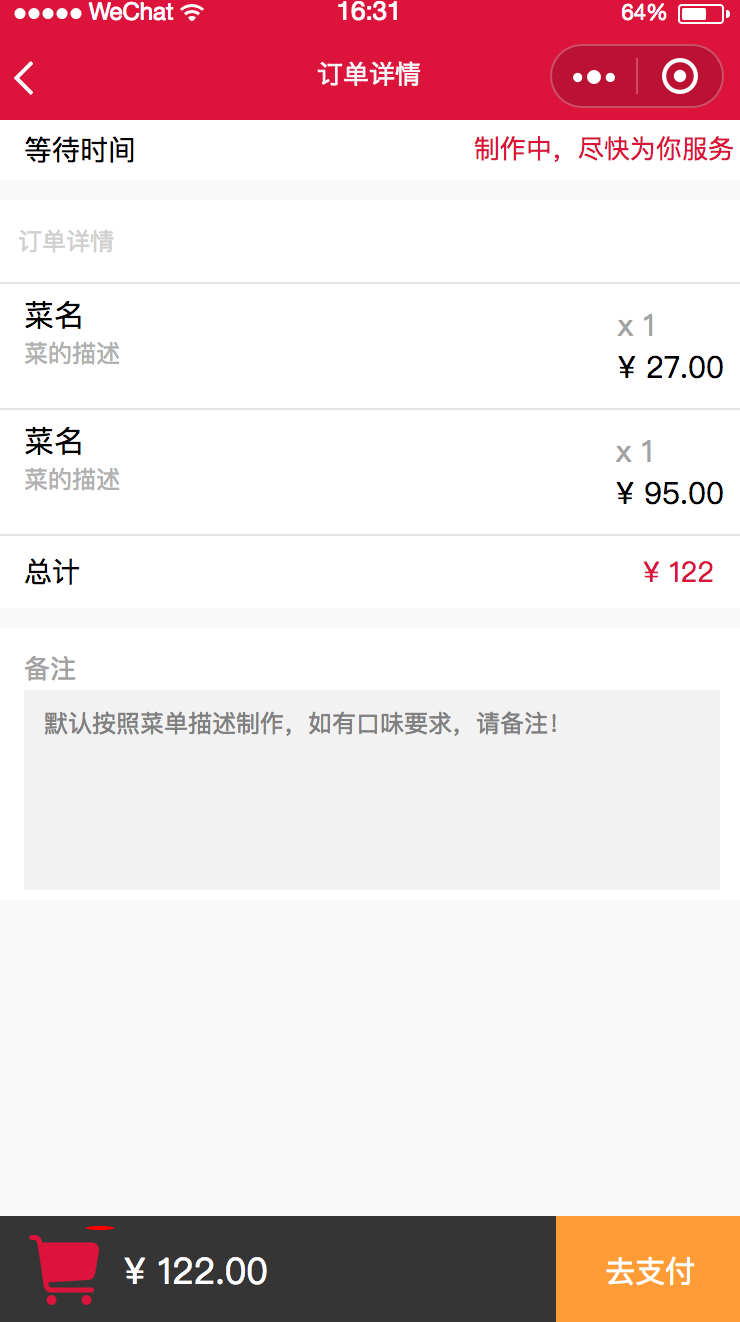 WeChat 16:31 64%
订单详情
等待时间 制作中，尽快为你服务
订单详情
菜名
x 1
菜的描述
¥ 27.00
菜名
x 1
菜的描述
¥ 95.00
总计 ¥ 122
备注
默认按照菜单描述制作，如有口味要求，请备注！
¥ 122.00 去支付